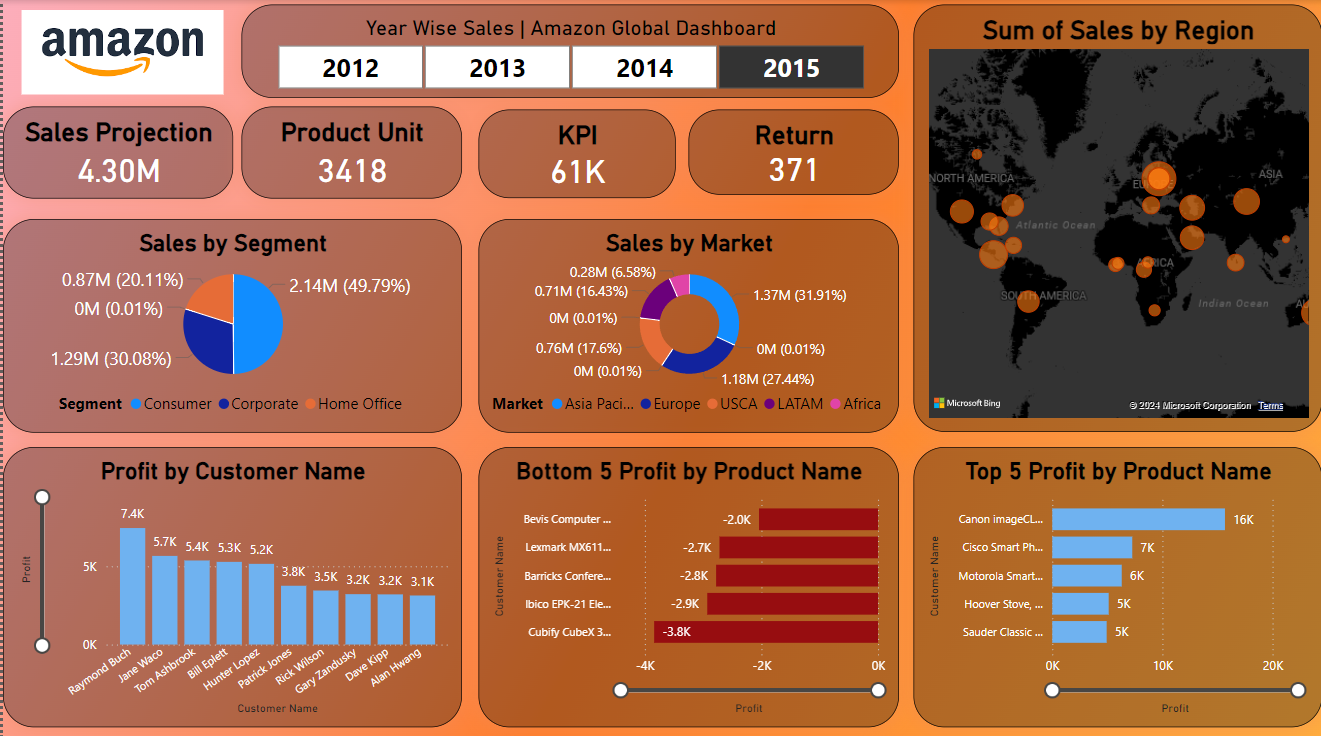 amazon
Year Wise Sales | Amazon Global Dashboard
2012 2013 2014 2015
Sales Projection
4.30M
Product Unit
3418
KPI
61K
Return
371
Sum of Sales by Region
NORTH AMERICA
EUROPE
ASIA
Atlantic Ocean
AFRICA
SOUTH AMERICA
Indian Ocean
Microsoft Bing
© 2024 Microsoft Corporation Terms
Sales by Segment
0.87M (20.11%)
2.14M (49.79%)
0M (0.01%)
1.29M (30.08%)
Segment Consumer Corporate Home Office
Sales by Market
0.28M (6.58%)
0.71M (16.43%)
1.37M (31.91%)
0M (0.01%)
0.76M (17.6%)
0M (0.01%)
0M (0.01%)
1.18M (27.44%)
Market Asia Paci... Europe USCA LATAM Africa
Profit by Customer Name
Profit
5K
0K
7.4K
5.7K
5.4K
5.3K
5.2K
3.8K
3.5K
3.2K
3.2K
3.1K
Raymond Buch
Jane Waco
Tom Ashbrook
Bill Eplett
Hunter Lopez
Patrick Jones
Rick Wilson
Gary Zandusky
Dave Kipp
Alan Hwang
Customer Name
Bottom 5 Profit by Product Name
Customer Name
Bevis Computer ... -2.0K
Lexmark MX611... -2.7K
Barricks Confere... -2.8K
Ibico EPK-21 Ele... -2.9K
Cubify CubeX 3... -3.8K
-4K -2K 0K
Profit
Top 5 Profit by Product Name
Customer Name
Canon imageCL... 16K
Cisco Smart Ph... 7K
Motorola Smart... 6K
Hoover Stove, ... 5K
Sauder Classic ... 5K
0K 10K 20K
Profit